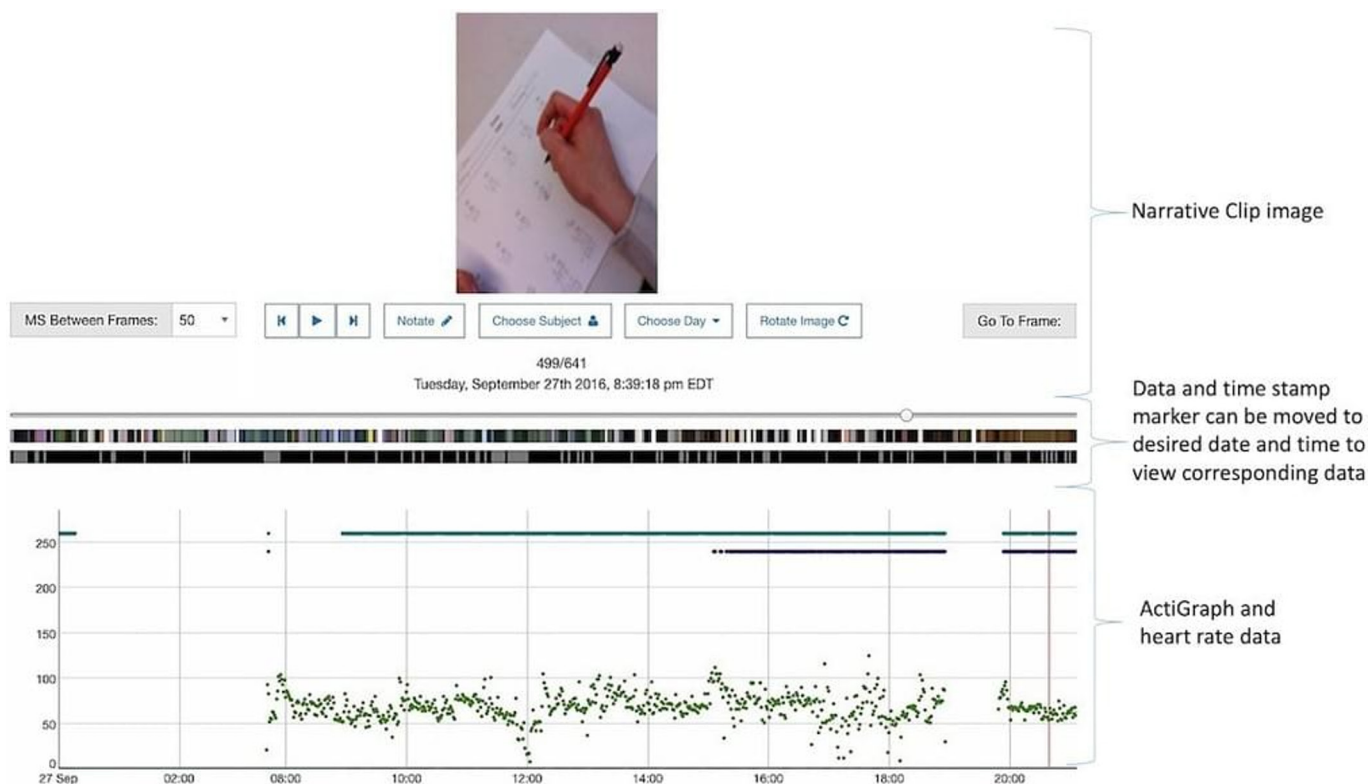 Narrative Clip image
MS Between Frames: 50
Notate
Choose Subject
Choose Day
Rotate Image
Go To Frame:
499/641
Tuesday, September 27th 2016, 8:39:18 pm EDT
Data and time stamp
marker can be moved to
desired date and time to
view corresponding data
250
200
150
100
50
0
ActiGraph and
heart rate data
27 Sep 02:00 08:00 10:00 12:00 14:00 16:00 18:00 20:00